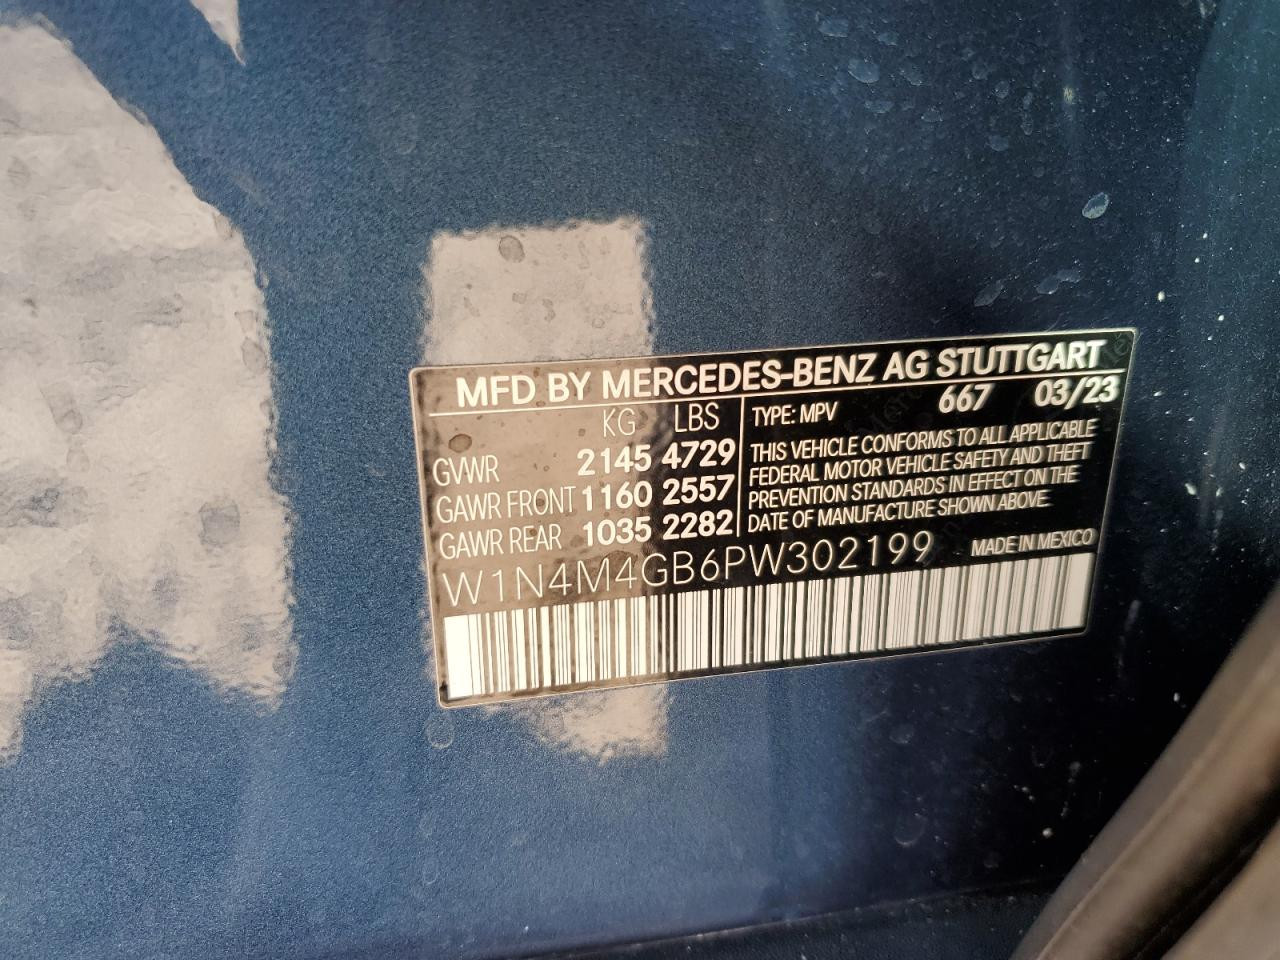 MFD BY MERCEDES-BENZ AG STUTTGART
KG LBS
GVWR 2145 4729
GAWR FRONT 1160 2557
GAWR REAR 1035 2282
TYPE: MPV 667 03/23
THIS VEHICLE CONFORMS TO ALL APPLICABLE
FEDERAL MOTOR VEHICLE SAFETY AND THEFT
PREVENTION STANDARDS IN EFFECT ON THE
DATE OF MANUFACTURE SHOWN ABOVE.
W1N4M4GB6PW302199 MADE IN MEXICO